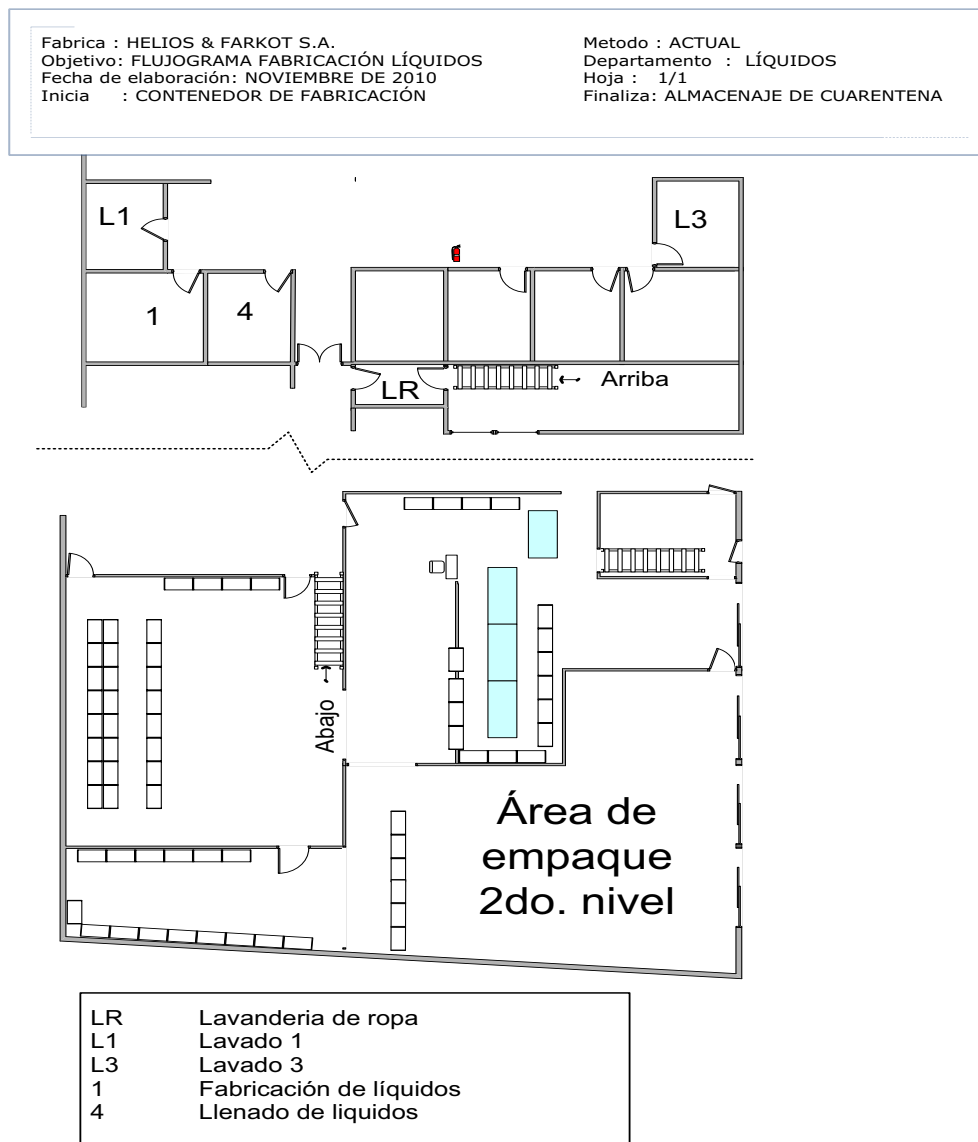 Fabrica : HELIOS & FARKOT S.A.
Objetivo: FLUJOGRAMA FABRICACIÓN LÍQUIDOS
Fecha de elaboración: NOVIEMBRE DE 2010
Inicia : CONTENEDOR DE FABRICACIÓN
Metodo : ACTUAL
Departamento : LÍQUIDOS
Hoja : 1/1
Finaliza: ALMACENAJE DE CUARENTENA
L1
L3
1
4
LR
Arriba
Abajo
Área de
empaque
2do. nivel
LR Lavanderia de ropa
L1 Lavado 1
L3 Lavado 3
1 Fabricación de líquidos
4 Llenado de liquidos